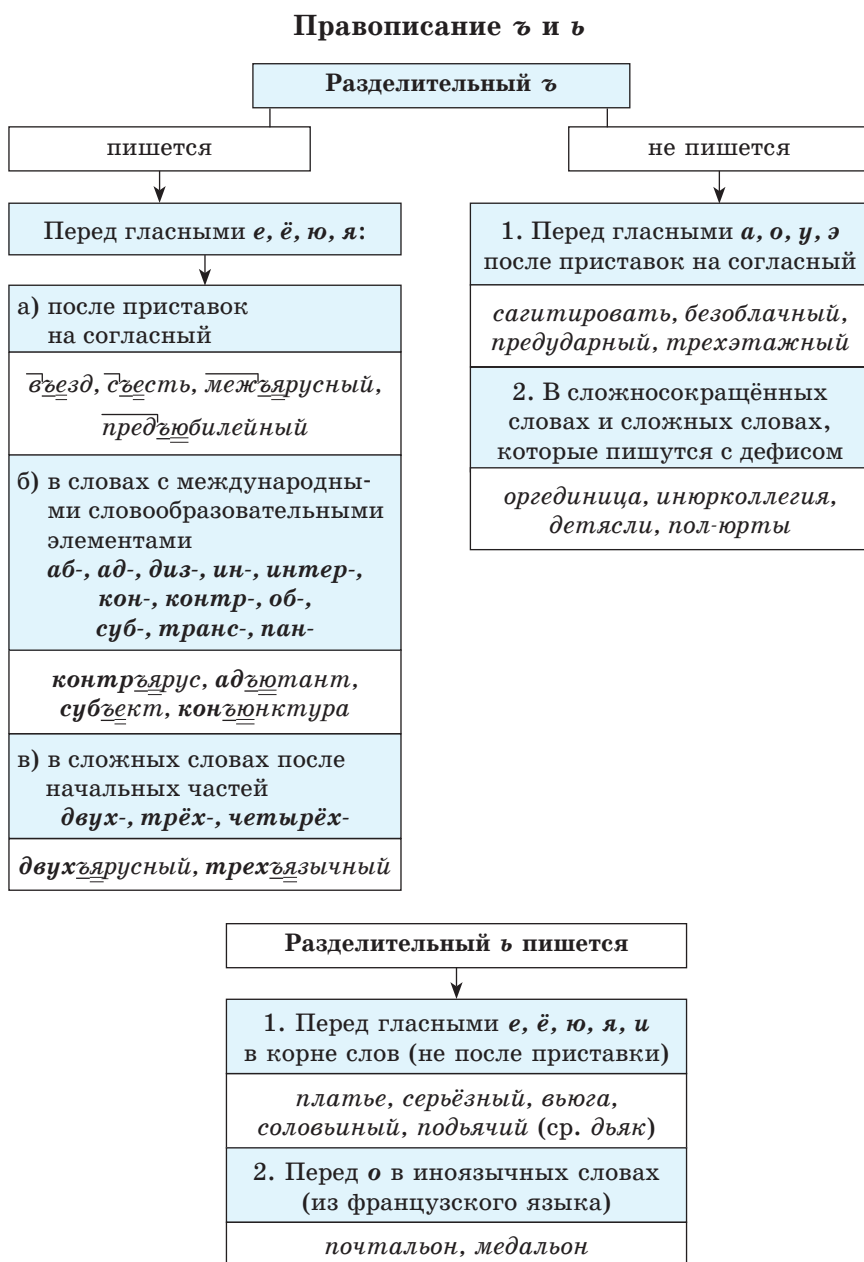 Правописание ъ и ь
Разделительный ъ
пишется
Перед гласными е, ё, ю, я:
а) после приставок
на согласный
въезд, съесть, межъярусный,
предъюбилейный
б) в словах с международны-
ми словообразовательными
элементами
аб-, ад-, диз-, ин-, интер-,
кон-, контр-, об-,
суб-, транс-, пан-
контръярус, адъютант,
субъект, конъюнктура
в) в сложных словах после
начальных частей
двух-, трёх-, четырёх-
двухъярусный, трехъязычный
не пишется
1. Перед гласными а, о, у, э
после приставок на согласный
сагитировать, безоблачный,
предударный, трехэтажный
2. В сложносокращённых
словах и сложных словах,
которые пишутся с дефисом
оргединица, инюрколлегия,
детясли, пол-юрты
Разделительный ь пишется
1. Перед гласными е, ё, ю, я, и
в корне слов (не после приставки)
платье, серьёзный, вьюга,
соловьиный, подьячий (ср. дьяк)
2. Перед о в иноязычных словах
(из французского языка)
почтальон, медальон